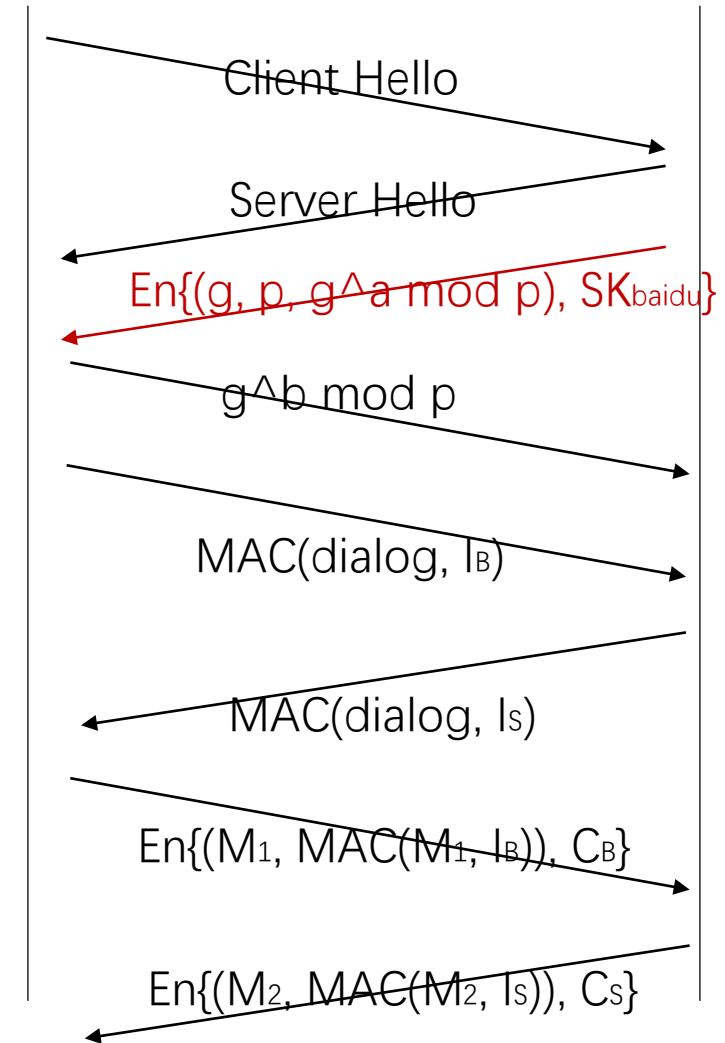 Client Hello
Server Hello
En{(g, p, g^a mod p), SKbaidu}
g^b mod p
MAC(dialog, IB)
MAC(dialog, IS)
En{(M1, MAC(M1, IB)), CB}
En{(M2, MAC(M2, IS)), CS}